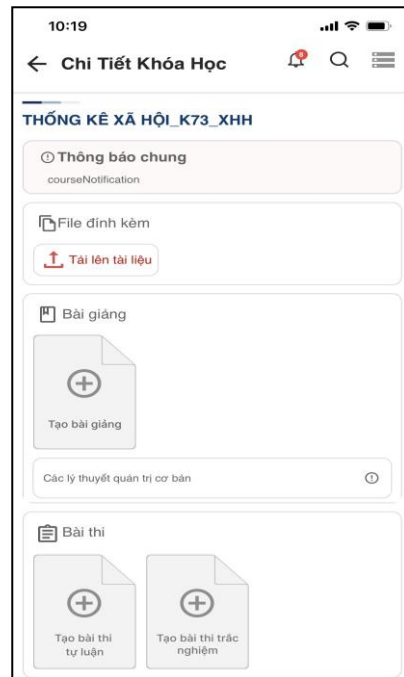 10:19
Chi Tiết Khóa Học
THỐNG KÊ XÃ HỘI_K73_XHH
Thông báo chung
courseNotification
File đính kèm
Tải lên tài liệu
Bài giảng
Tạo bài giảng
Các lý thuyết quản trị cơ bản
Bài thi
Tạo bài thi
tự luận
Tạo bài thi trắc
nghiệm